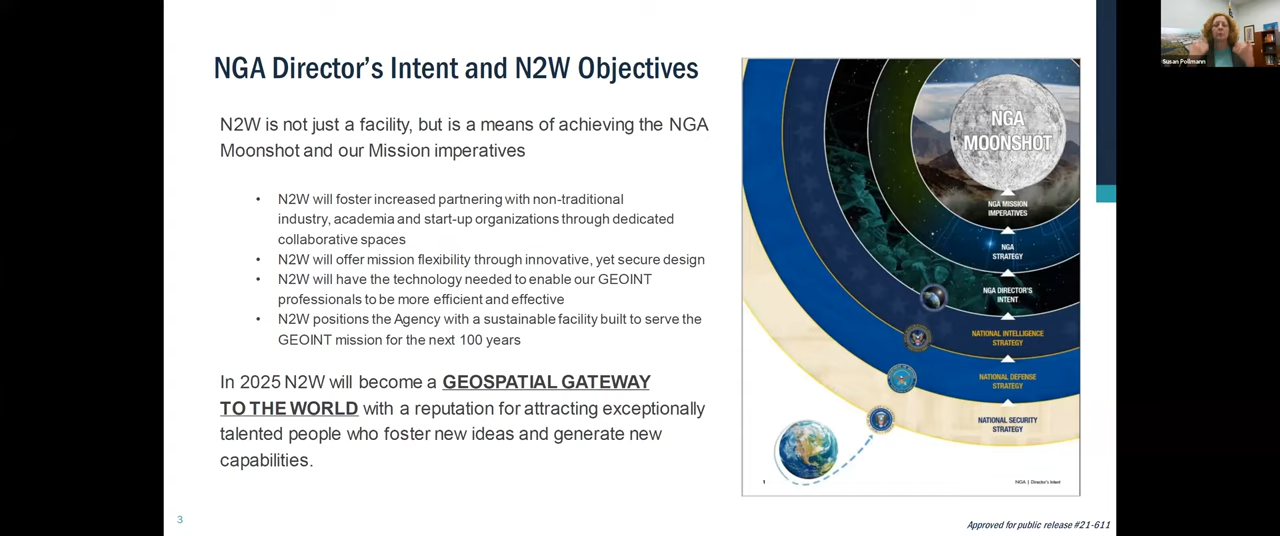 NGA Director's Intent and N2W Objectives
N2W is not just a facility, but is a means of achieving the NGA
Moonshot and our Mission imperatives
• N2W will foster increased partnering with non-traditional
industry, academia and start-up organizations through dedicated
collaborative spaces
• N2W will offer mission flexibility through innovative, yet secure design
• N2W will have the technology needed to enable our GEOINT
professionals to be more efficient and effective
• N2W positions the Agency with a sustainable facility built to serve the
GEOINT mission for the next 100 years
In 2025 N2W will become a GEOSPATIAL GATEWAY
TO THE WORLD with a reputation for attracting exceptionally
talented people who foster new ideas and generate new
capabilities.
NGA
MOONSHOT
NGA MISSION
IMPERATIVES
NGA
STRATEGY
NGA DIRECTOR'S
INTENT
NATIONAL INTELLIGENCE
STRATEGY
NATIONAL DEFENSE
STRATEGY
NATIONAL SECURITY
STRATEGY
1
NGA | Director's Intent
3
Approved for public release #21-611
Susan Pollmann